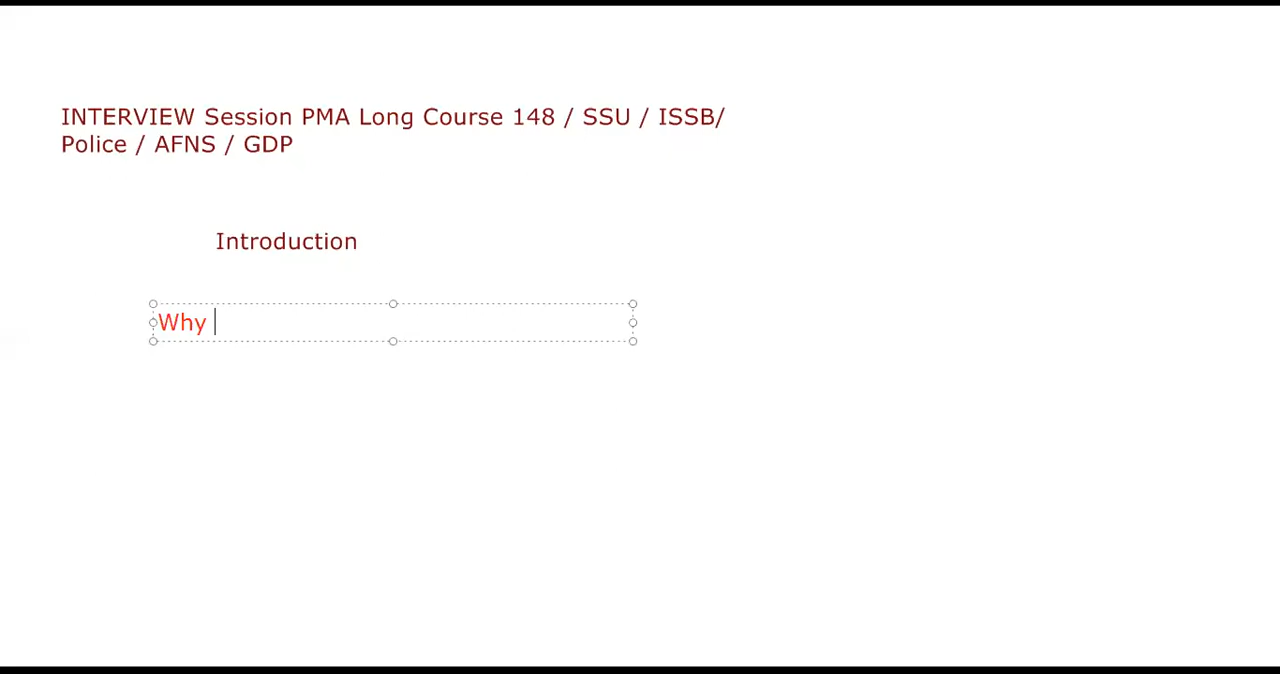 INTERVIEW Session PMA Long Course 148 / SSU / ISSB/
Police / AFNS / GDP
Introduction
Why